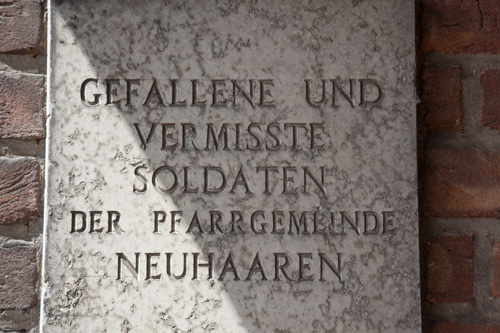 GEFALLENE UND
VERMISSTE
SOLDATEN
DER PFARRGEMEINDE
NEUHAAREN